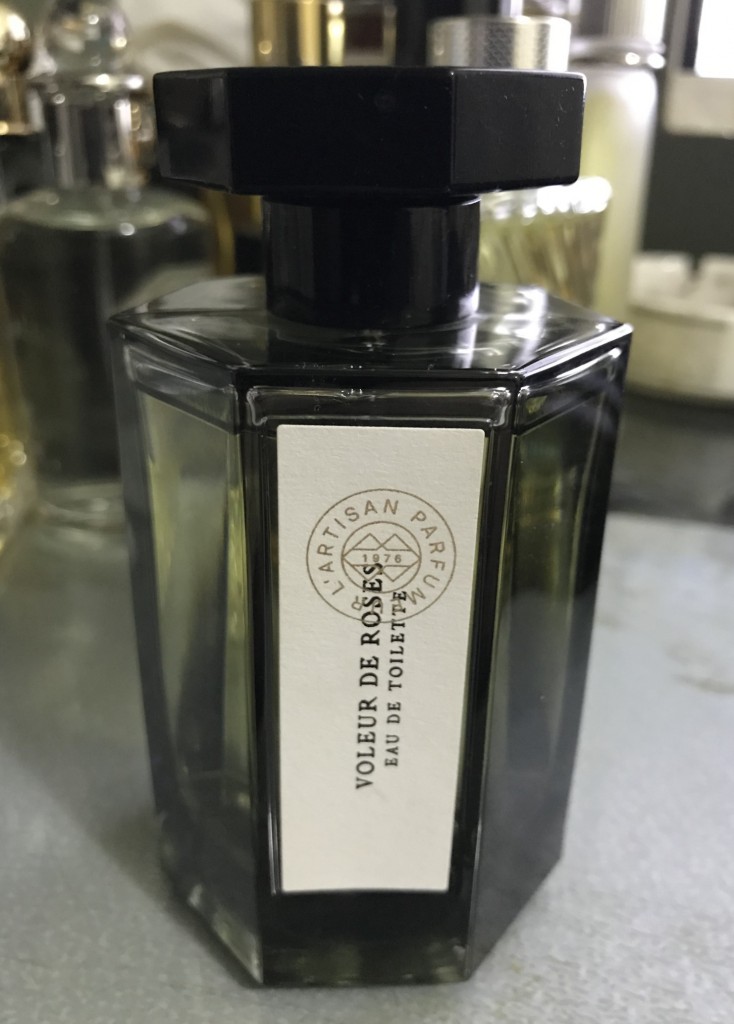 L'ARTISAN PARFUMEUR
1976
VOLEUR DE ROSES
EAU DE TOILETTE